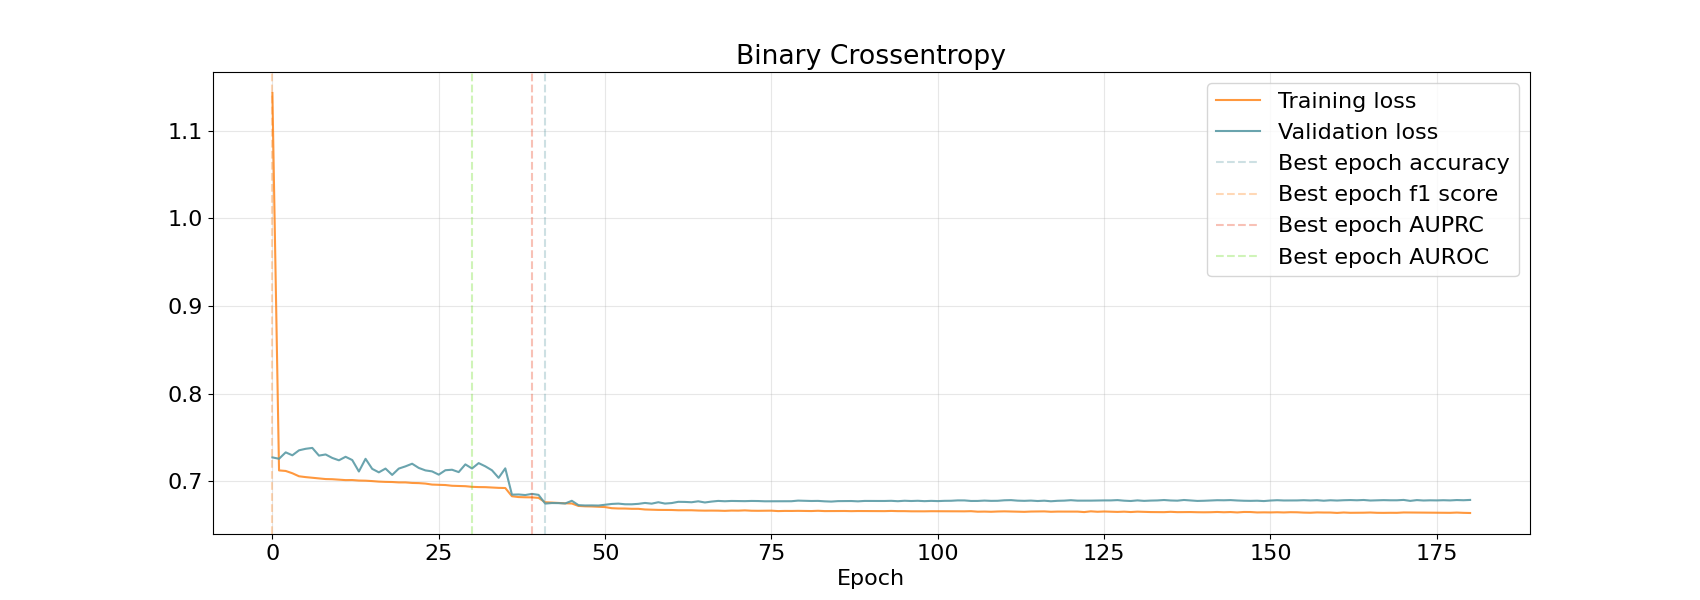 Binary Crossentropy
1.1
1.0
0.9
0.8
0.7
Training loss
Validation loss
Best epoch accuracy
Best epoch f1 score
Best epoch AUPRC
Best epoch AUROC
0 25 50 75 100 125 150 175
Epoch